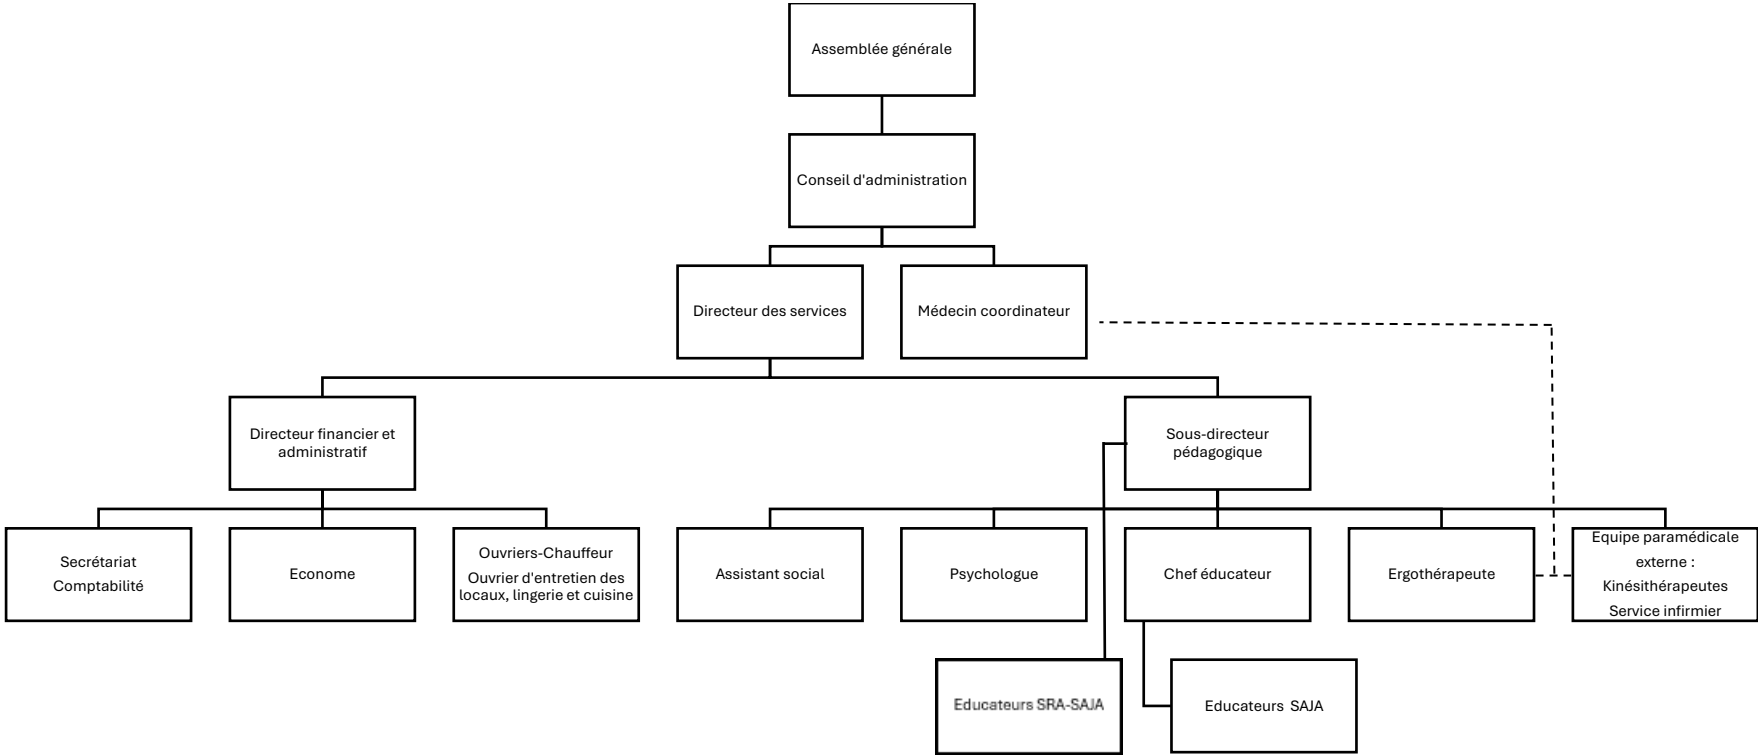 Assemblée générale
Conseil d'administration
Directeur des services
Médecin coordinateur
Directeur financier et
administratif
Sous-directeur
pédagogique
Secrétariat
Comptabilité
Econome
Ouvriers-Chauffeur
Ouvrier d'entretien des
locaux, lingerie et cuisine
Assistant social
Psychologue
Chef éducateur
Ergothérapeute
Equipe paramédicale
externe :
Kinésithérapeutes
Service infirmier
Educateurs SRA-SAJA
Educateurs SAJA